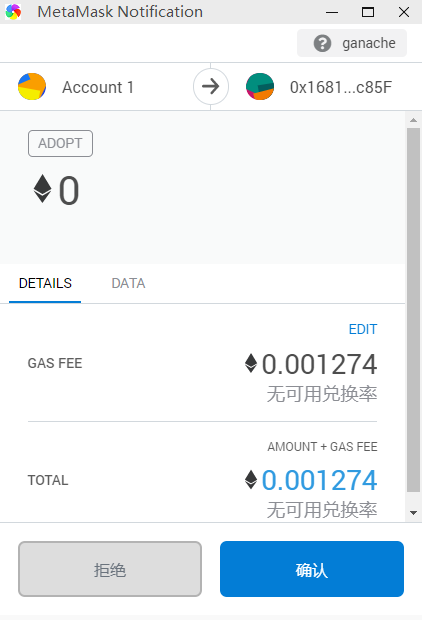 MetaMask Notification
ganache
Account 1
0x1681...c85F
ADOPT
0
DETAILS
DATA
EDIT
GAS FEE
0.001274
无可用兑换率
AMOUNT + GAS FEE
TOTAL
0.001274
无可用兑换率
拒绝
确认